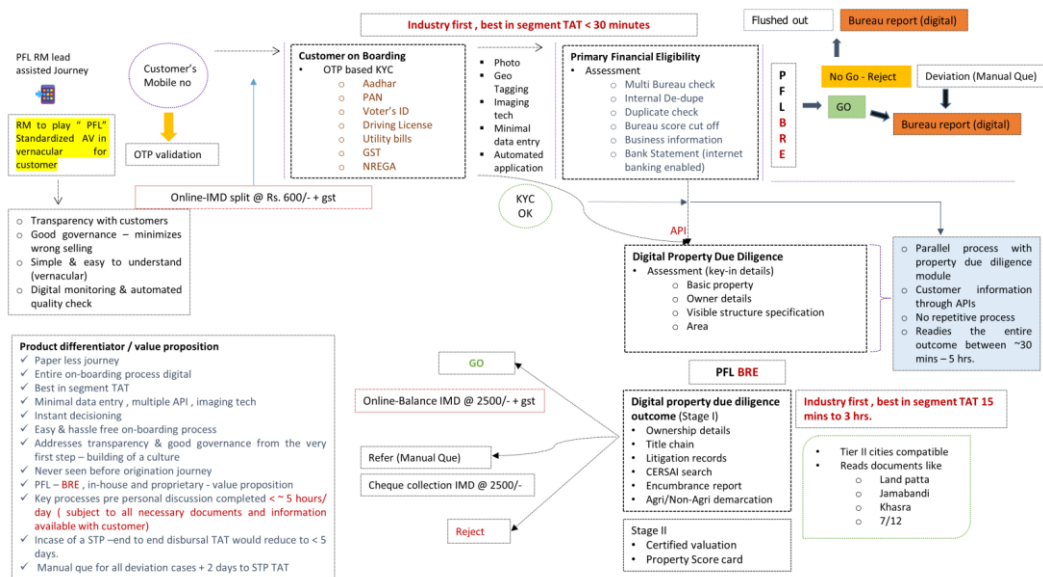 Industry first , best in segment TAT < 30 minutes
Flushed out
Bureau report (digital)
PFL RM lead
assisted Journey
Customer's
Mobile no
Customer on Boarding
• OTP based KYC
o Aadhar
o PAN
o Voter's ID
o Driving License
o Utility bills
o GST
o NREGA
▪ Photo
▪ Geo
Tagging
▪ Imaging
tech
▪ Minimal
data entry
▪ Automated
application
Primary Financial Eligibility
• Assessment
o Multi Bureau check
o Internal De-dupe
o Duplicate check
o Bureau score cut off
o Business information
o Bank Statement (internet
banking enabled)
P
F
L
B
R
E
No Go - Reject
Deviation (Manual Que)
GO
Bureau report (digital)
RM to play " PFL"
Standardized AV in
vernacular for
customer
OTP validation
Online-IMD split @ Rs. 600/- + gst
KYC
OK
API
o Transparency with customers
o Good governance – minimizes
wrong selling
o Simple & easy to understand
(vernacular)
o Digital monitoring & automated
quality check
Digital Property Due Diligence
• Assessment (key-in details)
o Basic property
o Owner details
o Visible structure specification
o Area
o Parallel process with
property due diligence
module
o Customer information
through APIs
o No repetitive process
o Readies the entire
outcome between ~30
mins – 5 hrs.
Product differentiator / value proposition
✓ Paper less journey
✓ Entire on-boarding process digital
✓ Best in segment TAT
✓ Minimal data entry , multiple API , imaging tech
✓ Instant decisioning
✓ Easy & hassle free on-boarding process
✓ Addresses transparency & good governance from the very
first step – building of a culture
✓ Never seen before origination journey
✓ PFL – BRE , in-house and proprietary - value proposition
✓ Key processes pre personal discussion completed < ~ 5 hours/
day ( subject to all necessary documents and information
available with customer)
✓ Incase of a STP –end to end disbursal TAT would reduce to < 5
days.
✓ Manual que for all deviation cases + 2 days to STP TAT
GO
Online-Balance IMD @ 2500/- + gst
Refer (Manual Que)
Cheque collection IMD @ 2500/-
Reject
PFL BRE
Digital property due diligence
outcome (Stage I)
• Ownership details
• Title chain
• Litigation records
• CERSAI search
• Encumbrance report
• Agri/Non-Agri demarcation
Stage II
• Certified valuation
• Property Score card
Industry first , best in segment TAT 15
mins to 3 hrs.
• Tier II cities compatible
• Reads documents like
o Land patta
o Jamabandi
o Khasra
o 7/12